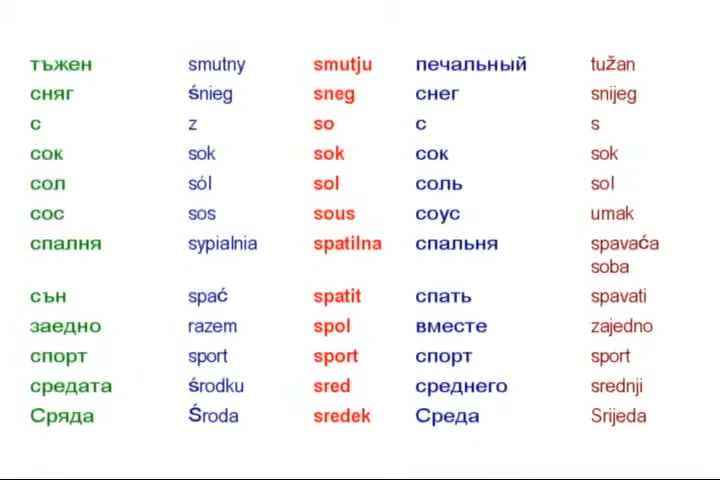 тъжен smutny smutju печальный tužan
сняг śnieg sneg снег snijeg
с z so с s
сок sok sok сок sok
сол sól sol соль sol
сос sos sous соус umak
спалня sypialnia spatilna спальня spavaća
soba
сън spać spatit спать spavati
заедно razem spol вместе zajedno
спорт sport sport спорт sport
средата środku sred среднего srednji
Сряда Środa sredek Среда Srijeda